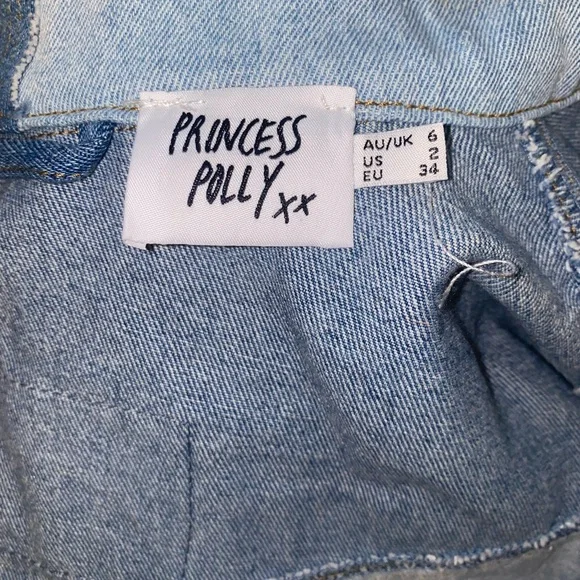 PRINCESS
POLLY xx
AU/UK 6
US 2
EU 34